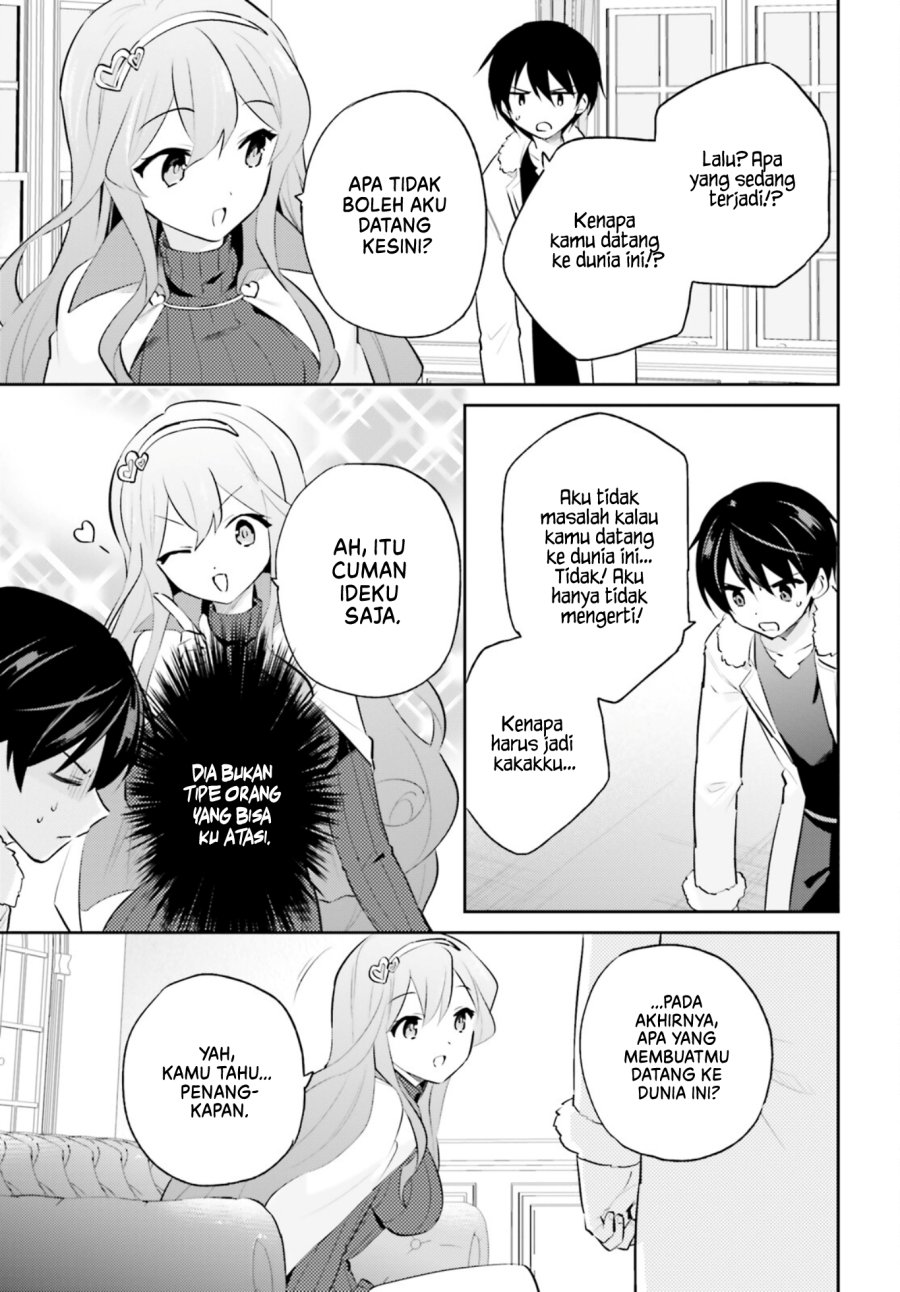 Lalu? Apa
yang sedang
terjadi!?
Kenapa
kamu datang
ke dunia ini!?
APA TIDAK
BOLEH AKU
DATANG
KESINI?
Aku tidak
masalah kalau
kamu datang
ke dunia ini...
Tidak! Aku
hanya tidak
mengerti!
Kenapa
harus jadi
kakakku...
AH, ITU
CUMAN
IDEKU
SAJA.
DIA BUKAN
TIPE ORANG
YANG BISA
KU ATASI.
...PADA
AKHIRNYA,
APA YANG
MEMBUATMU
DATANG KE
DUNIA INI?
YAH,
KAMU TAHU...
PENANG-
KAPAN.